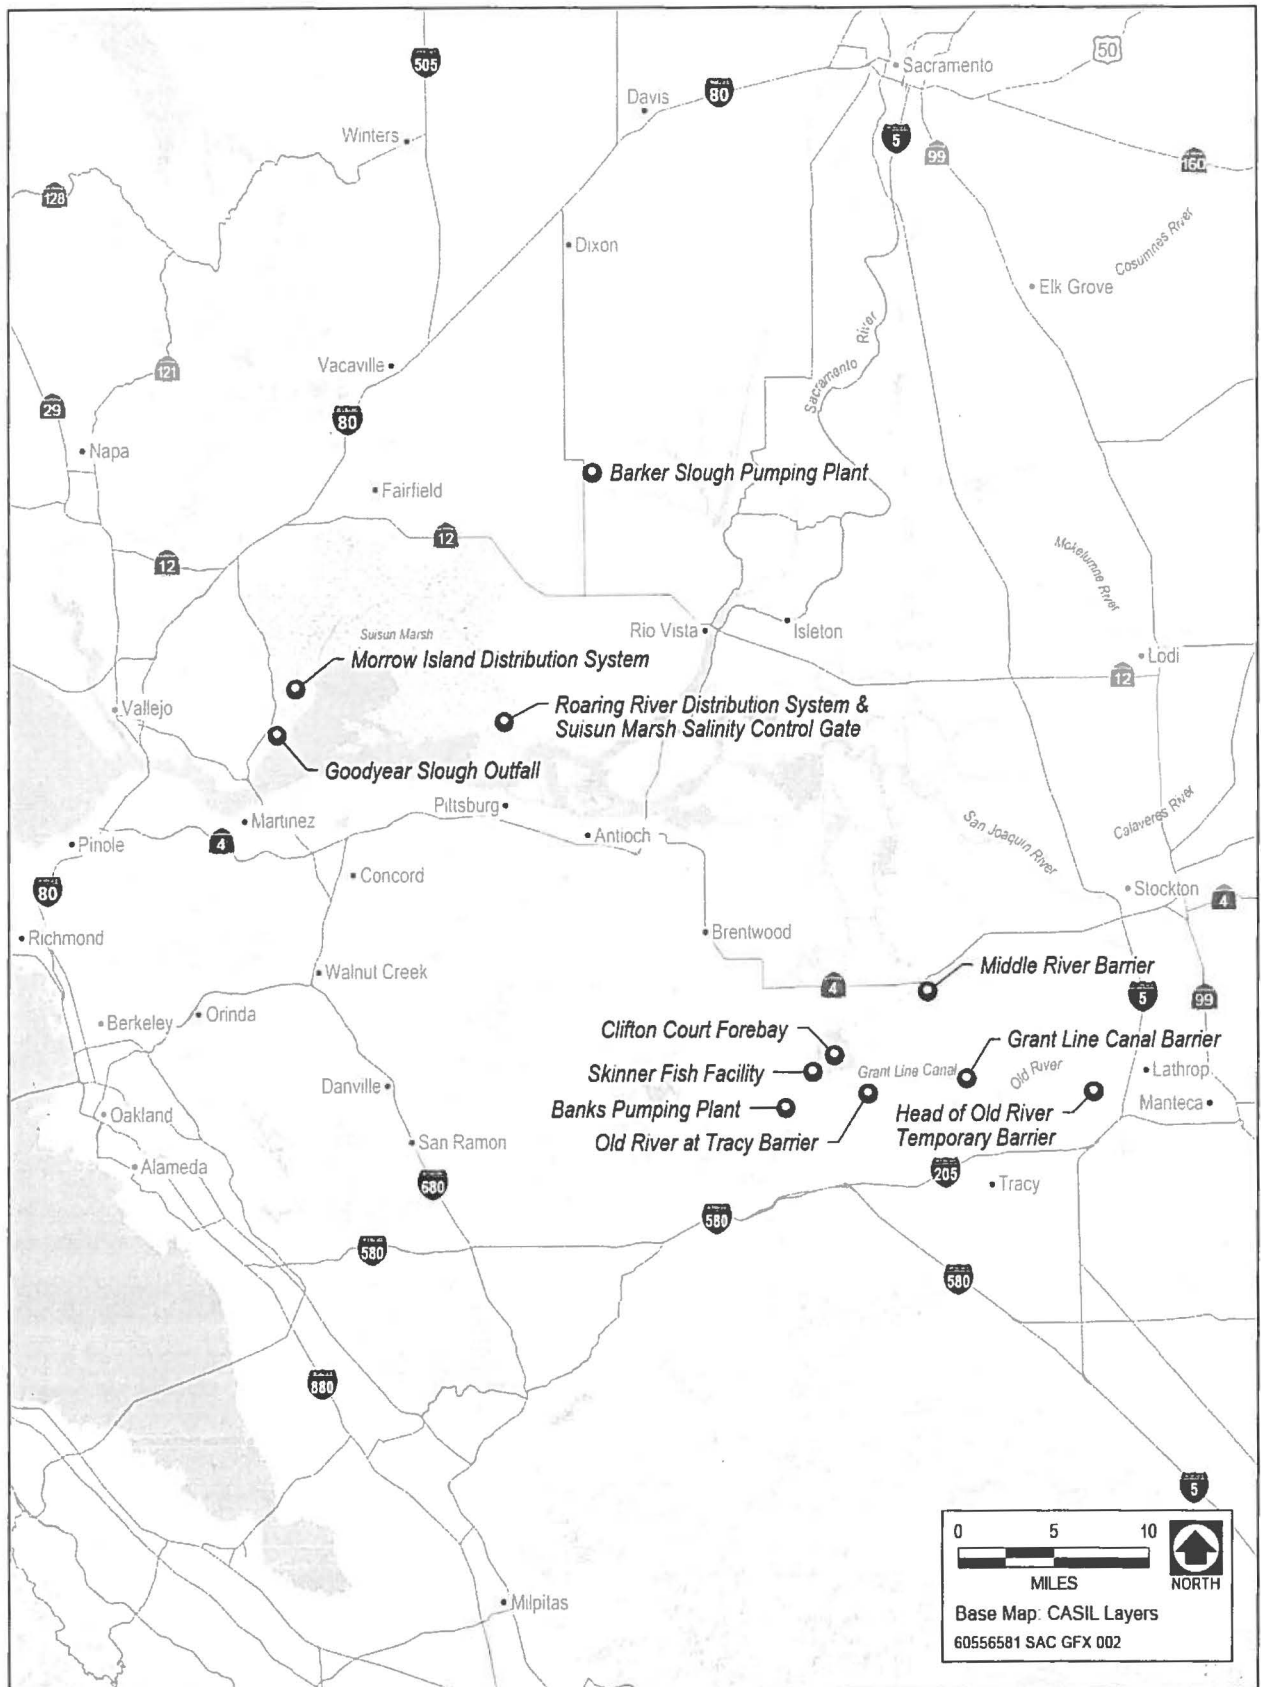 505
50
Sacramento
80
Davis
5
99
Winters
160
128
Cosumnes River
Dixon
Elk Grove
Sacramento River
Vacaville
121
29
80
Napa
Barker Slough Pumping Plant
Fairfield
12
12
Mokelumne River
Suisun Marsh
Rio Vista
Isleton
Lodi
Morrow Island Distribution System
12
Vallejo
Roaring River Distribution System &
Suisun Marsh Salinity Control Gate
Goodyear Slough Outfall
Pittsburg
Martinez
Antioch
San Joaquin River
Calaveras River
Pinole
4
Concord
80
Stockton
4
Richmond
Brentwood
Walnut Creek
Middle River Barrier
4
5
99
Orinda
Berkeley
Clifton Court Forebay
Grant Line Canal Barrier
Skinner Fish Facility
Grant Line Canal
Old River
Lathrop
Danville
Banks Pumping Plant
Head of Old River
Temporary Barrier
Manteca
Oakland
Old River at Tracy Barrier
San Ramon
Alameda
680
205
Tracy
580
580
580
880
5
0 5 10
MILES
NORTH
Base Map: CASIL Layers
60556581 SAC GFX 002
Milpitas